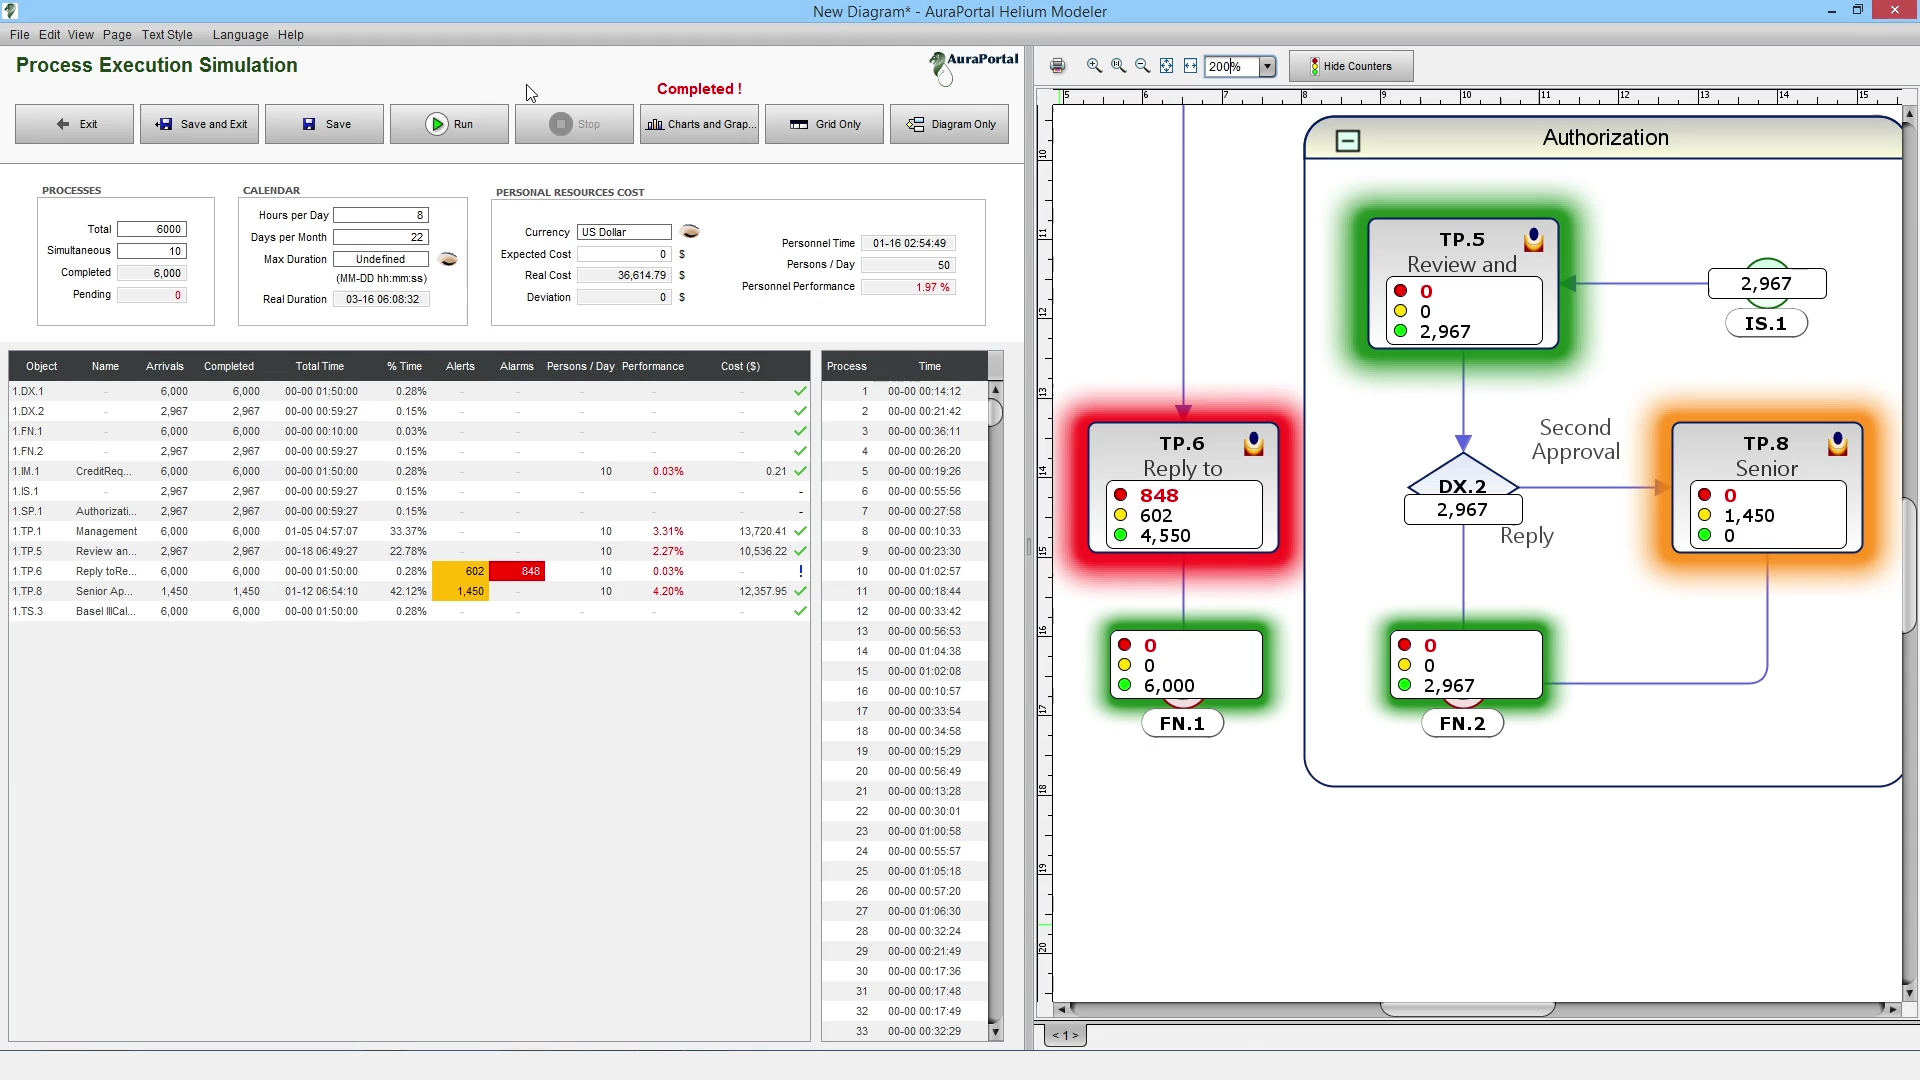 New Diagram* - AuraPortal Helium Modeler
File Edit View Page Text Style Language Help
Process Execution Simulation
AuraPortal
Completed !
Exit
Save and Exit
Save
Run
Stop
Charts and Grap...
Grid Only
Diagram Only
PROCESSES
Total 6000
Simultaneous 10
Completed 6,000
Pending 0
CALENDAR
Hours per Day 8
Days per Month 22
Max Duration Undefined
(MM-DD hh:mm:ss)
Real Duration 03-16 06:08:32
PERSONAL RESOURCES COST
Currency US Dollar
Expected Cost 0 $
Real Cost 36,614.79 $
Deviation 0 $
Personnel Time 01-16 02:54:49
Persons / Day 50
Personnel Performance 1.97 %
Object Name Arrivals Completed Total Time % Time Alerts Alarms Persons / Day Performance Cost ($)
1.DX.1 - 6,000 6,000 00-00 01:50:00 0.28% - - - - -
1.DX.2 - 2,967 2,967 00-00 00:59:27 0.15% - - - - -
1.FN.1 - 6,000 6,000 00-00 00:10:00 0.03% - - - - -
1.FN.2 - 2,967 2,967 00-00 00:59:27 0.15% - - - - -
1.IM.1 CreditReq... 6,000 6,000 00-00 01:50:00 0.28% - - 10 0.03% 0.21
1.IS.1 - 2,967 2,967 00-00 00:59:27 0.15% - - - - - -
1.SP.1 Authorizati... 2,967 2,967 00-00 00:59:27 0.15% - - - - - -
1.TP.1 Management 6,000 6,000 01-05 04:57:07 33.37% - - 10 3.31% 13,720.41
1.TP.5 Review an... 2,967 2,967 00-18 06:49:27 22.78% - - 10 2.27% 10,536.22
1.TP.6 Reply toRe... 6,000 6,000 00-00 01:50:00 0.28% 602 848 10 0.03% - !
1.TP.8 Senior Ap... 1,450 1,450 01-12 06:54:10 42.12% 1,450 - 10 4.20% 12,357.95
1.TS.3 Basel IIICal... 6,000 6,000 00-00 01:50:00 0.28% - - - - -
Process Time
1 00-00 00:14:12
2 00-00 00:21:42
3 00-00 00:36:11
4 00-00 00:26:20
5 00-00 00:19:26
6 00-00 00:55:56
7 00-00 00:27:58
8 00-00 00:10:33
9 00-00 00:23:30
10 00-00 01:02:57
11 00-00 00:18:44
12 00-00 00:33:42
13 00-00 00:56:53
14 00-00 01:04:38
15 00-00 01:02:08
16 00-00 00:10:57
17 00-00 00:33:54
18 00-00 00:34:58
19 00-00 00:15:29
20 00-00 00:56:49
21 00-00 00:13:28
22 00-00 00:30:01
23 00-00 01:00:58
24 00-00 00:55:57
25 00-00 01:05:18
26 00-00 00:57:20
27 00-00 01:06:30
28 00-00 00:32:24
29 00-00 00:21:49
30 00-00 00:17:36
31 00-00 00:17:48
32 00-00 00:17:49
33 00-00 00:32:29
200%
Hide Counters
5 6 7 8 9 10 11 12 13 14 15
10
11
12
13
14
15
16
17
18
19
20
Authorization
TP.5
Review and
0
0
2,967
2,967
IS.1
TP.6
Reply to
848
602
4,550
DX.2
2,967
Second
Approval
Reply
TP.8
Senior
0
1,450
0
0
0
6,000
FN.1
0
0
2,967
FN.2
< 1 >